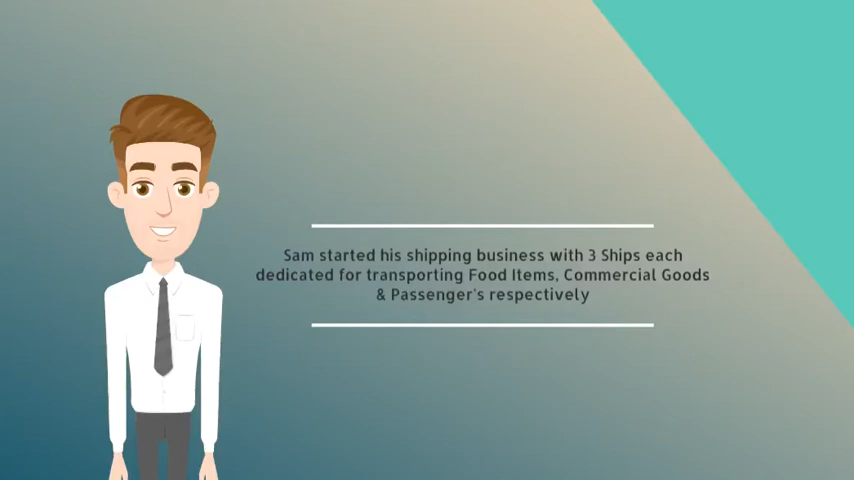 Sam started his shipping business with 3 Ships each
dedicated for transporting Food Items, Commercial Goods
& Passenger's respectively